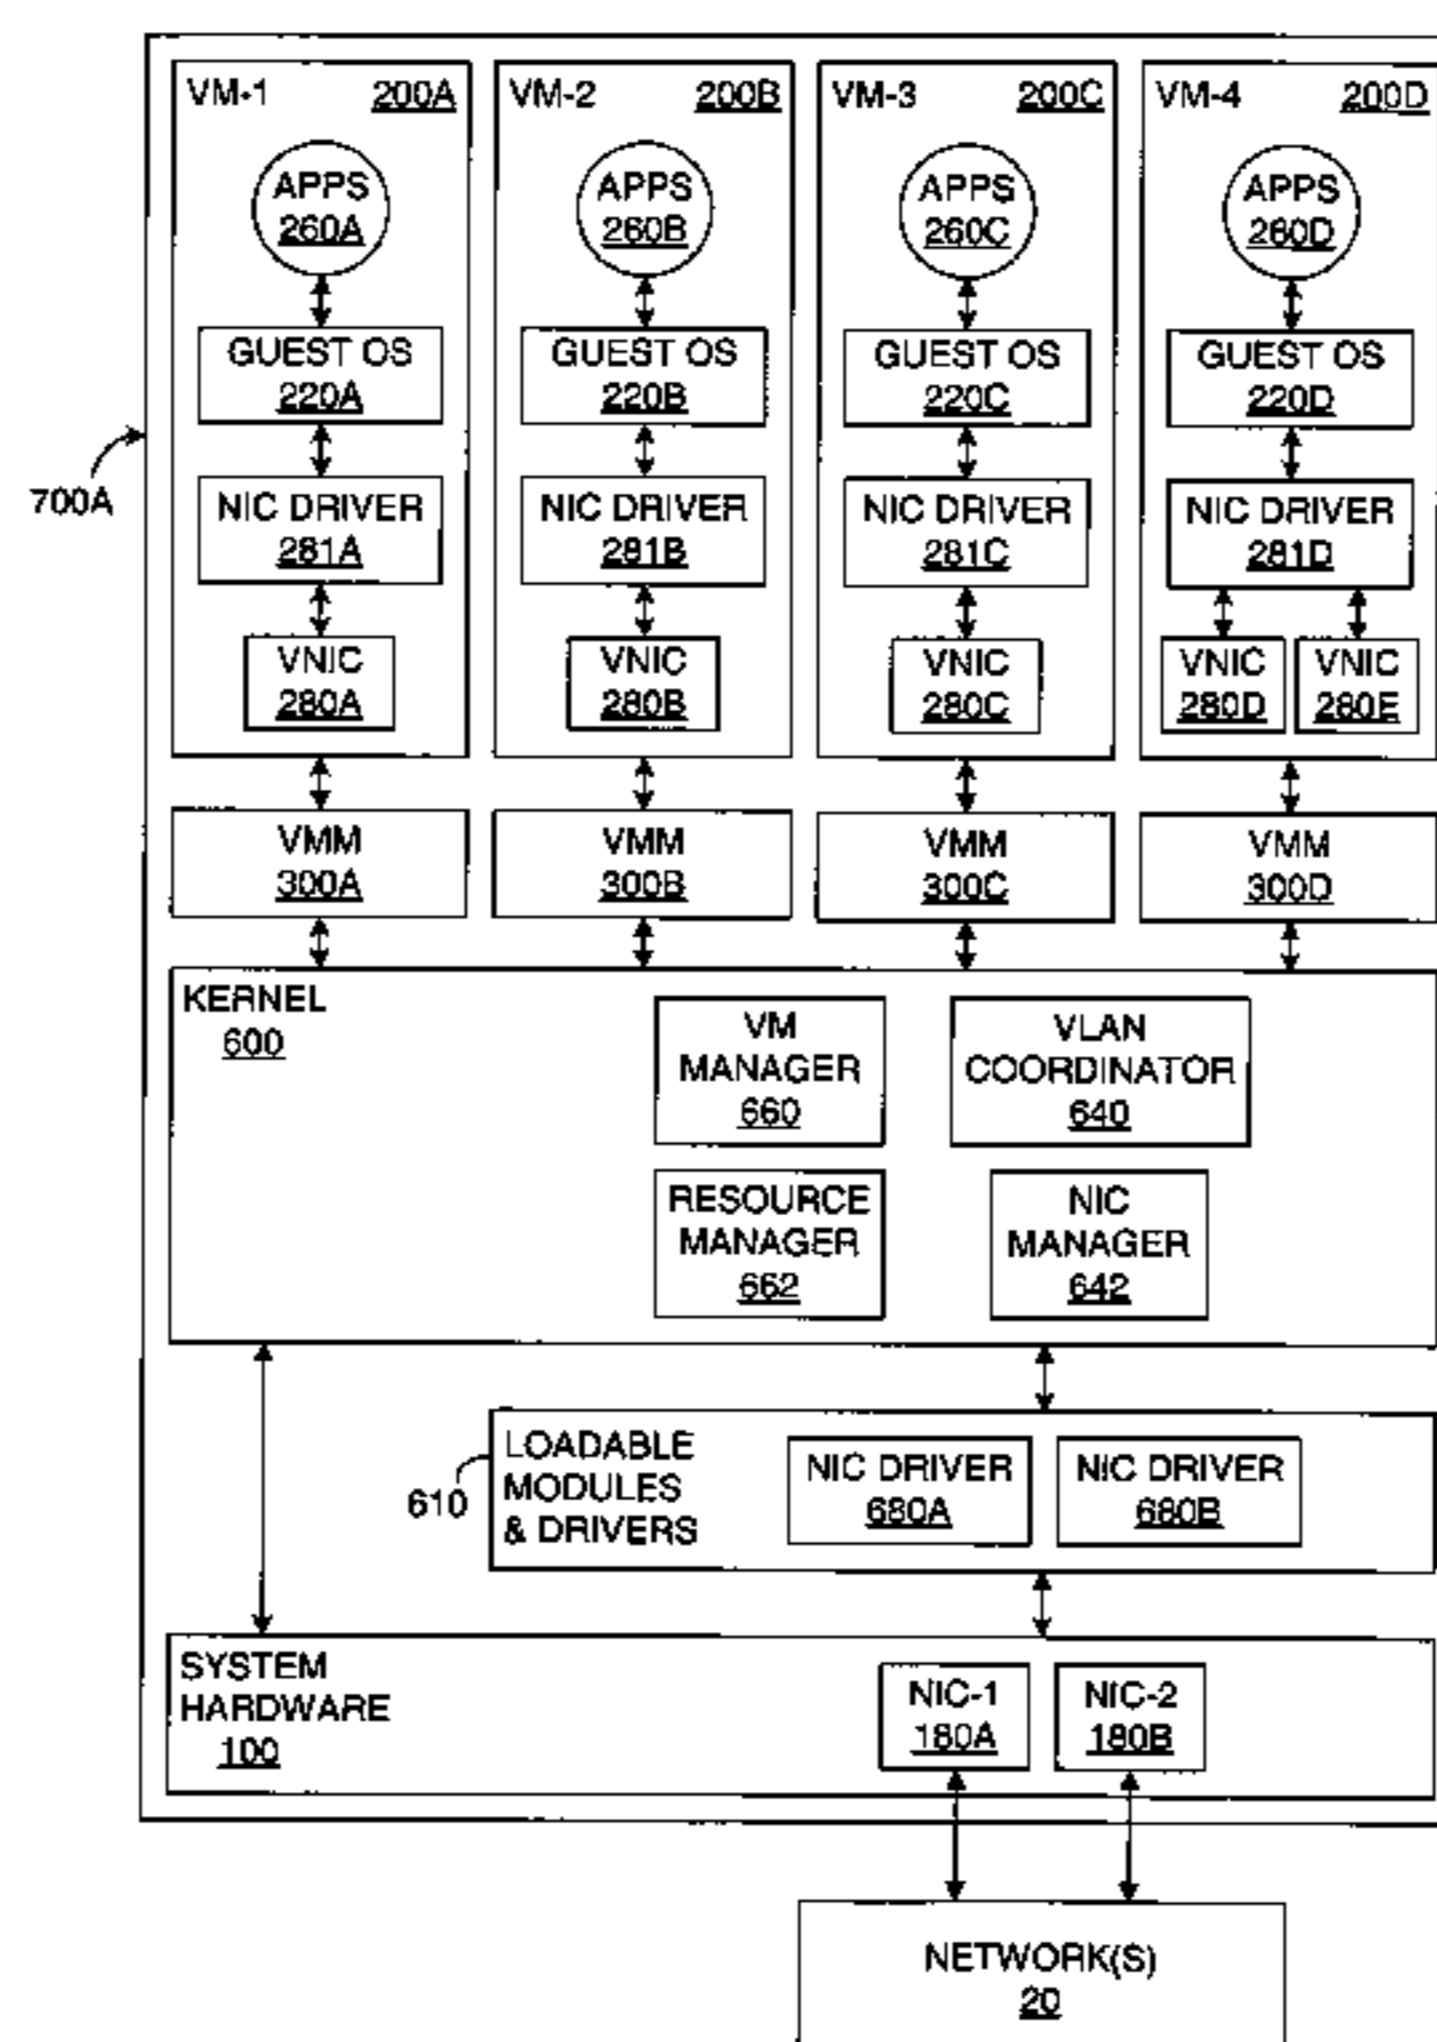 VM-1 200A VM-2 200B VM-3 200C VM-4 200D
APPS APPS APPS APPS
260A 260B 260C 260D
GUEST OS GUEST OS GUEST OS GUEST OS
220A 220B 220C 220D
700A
NIC DRIVER NIC DRIVER NIC DRIVER NIC DRIVER
281A 281B 281C 281D
VNIC VNIC VNIC VNIC VNIC
280A 280B 280C 280D 280E
VMM VMM VMM VMM
300A 300B 300C 300D
KERNEL
600
VM
MANAGER
660
VLAN
COORDINATOR
640
RESOURCE
MANAGER
662
NIC
MANAGER
642
610
LOADABLE
MODULES
& DRIVERS
NIC DRIVER
680A
NIC DRIVER
680B
SYSTEM
HARDWARE
100
NIC-1
180A
NIC-2
180B
NETWORK(S)
20